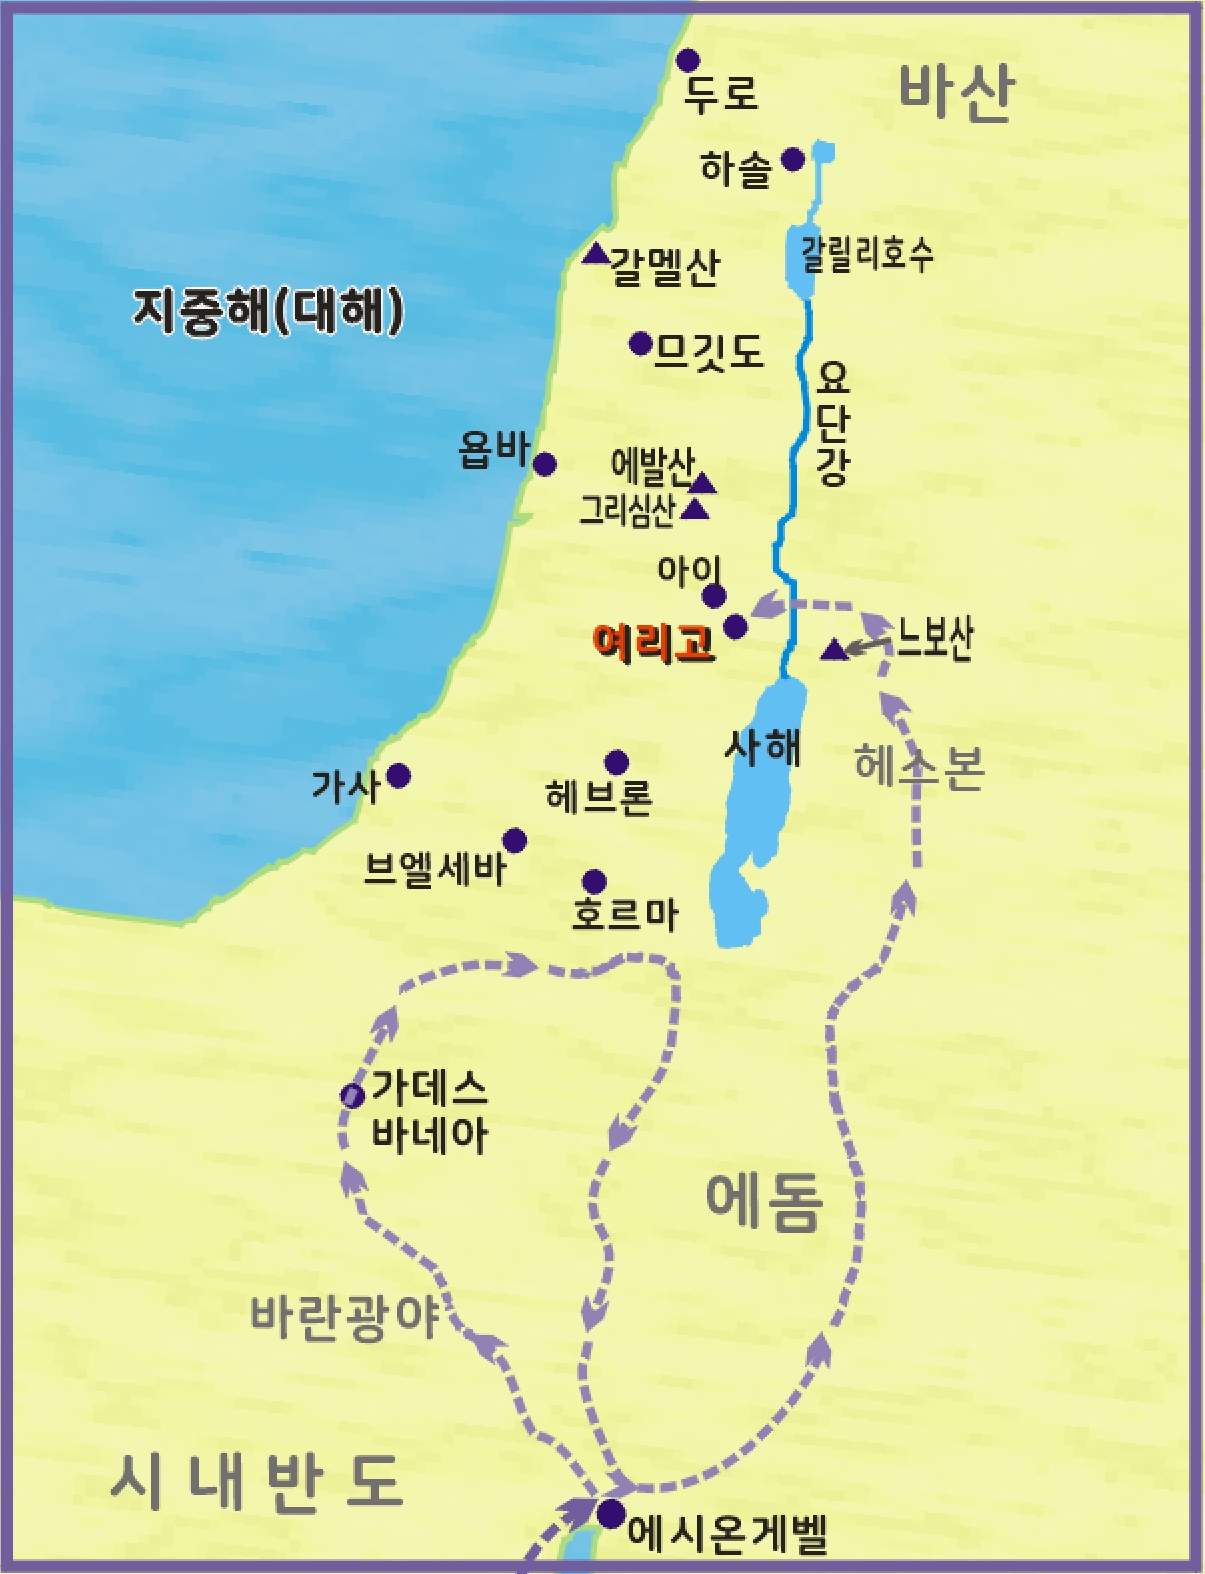 두로
바산
하솔
갈릴리호수
갈멜산
지중해(대해)
므깃도
요
단
강
욥바
에발산
그리심산
아이
여리고
느보산
사해
헤스본
가사
헤브론
브엘세바
호르마
가데스
바네아
에돔
바란광야
시내반도
에시온게벨